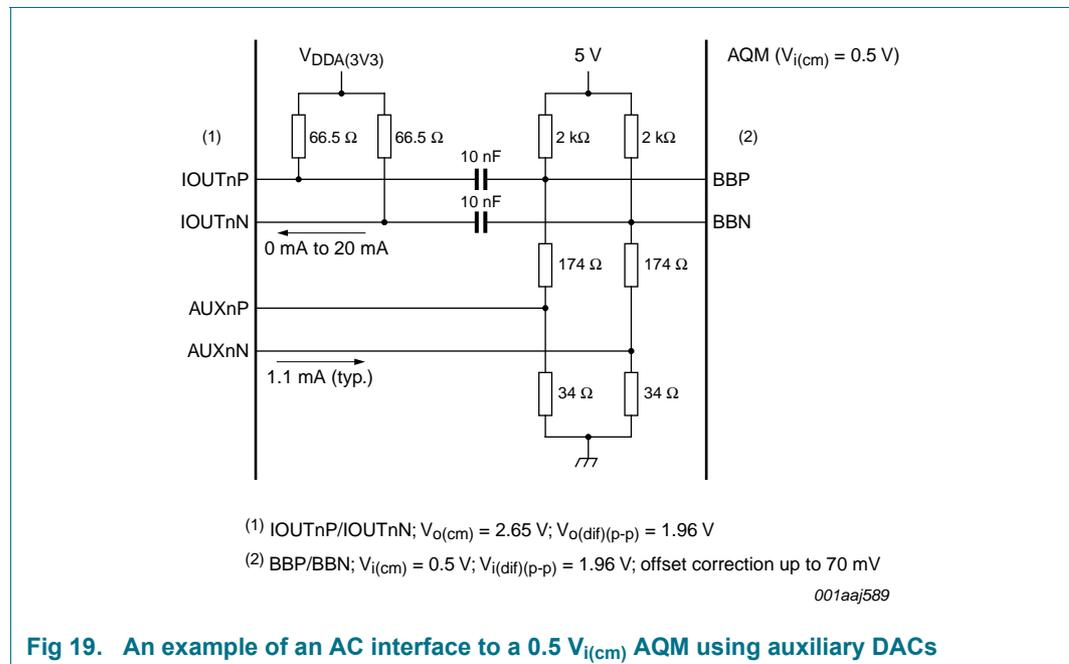 V_DDA(3V3) 5 V AQM (V_i(cm) = 0.5 V)
(1) 66.5 Ω 66.5 Ω 2 kΩ 2 kΩ (2)
10 nF
IOUTnP BBP
10 nF
IOUTnN BBN
0 mA to 20 mA
174 Ω 174 Ω
AUXnP
AUXnN
1.1 mA (typ.)
34 Ω 34 Ω
(1) IOUTnP/IOUTnN; V_o(cm) = 2.65 V; V_o(dif)(p-p) = 1.96 V
(2) BBP/BBN; V_i(cm) = 0.5 V; V_i(dif)(p-p) = 1.96 V; offset correction up to 70 mV
001aaj589
Fig 19. An example of an AC interface to a 0.5 V_i(cm) AQM using auxiliary DACs